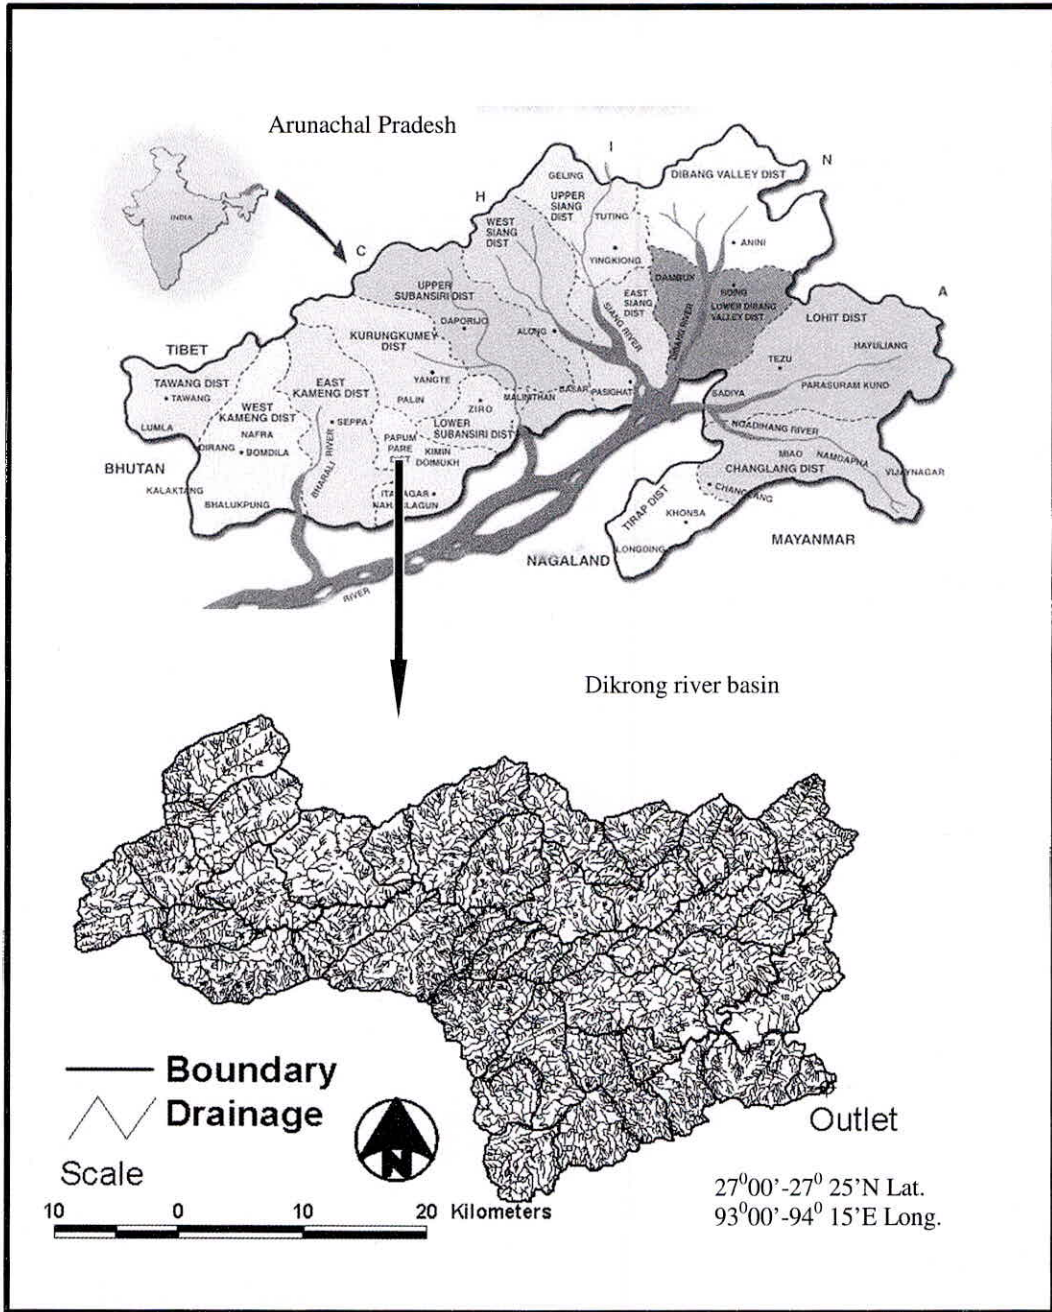 Arunachal Pradesh
INDIA
C
H
I
N
A
GELING
UPPER
SIANG
DIST
DIBANG VALLEY DIST
WEST
SIANG
DIST
TUTING
ANINI
YINGKIONG
UPPER
SUBANSIRI DIST
EAST
SIANG
DIST
DAMBUK
LOWER DIBANG
VALLEY DIST
LOHIT DIST
DAPORIJO
ALONG
SIANG RIVER
HAYULIANG
KURUNGKUMEY
DIST
TEZU
TIBET
TAWANG DIST
TAWANG
EAST
KAMENG DIST
YANGTE
BASAR
PASIGHAT
SADIYA
PARASURAM KUND
WEST
KAMENG DIST
PALIN
ZIRO
MALINITHAN
LUMLA
NAFRA
SEPPA
LOWER
SUBANSIRI DIST
NOADIHANG RIVER
DIRANG
BOMDILA
BHARALI RIVER
PAPUM
PARE
KIMIN
DOIMUKH
MIAO
NAMDAPHA
VIJAYNAGAR
BHUTAN
CHANGLANG DIST
KALAKTANG
BHALUKPUNG
CHANGLANG
TIRAP DIST
KHONSA
MAYANMAR
LONGDING
NAGALAND
RIVER
Dikrong river basin
Boundary
Drainage
N
Outlet
Scale
10 0 10 20 Kilometers
27⁰00'-27⁰ 25'N Lat.
93⁰00'-94⁰ 15'E Long.